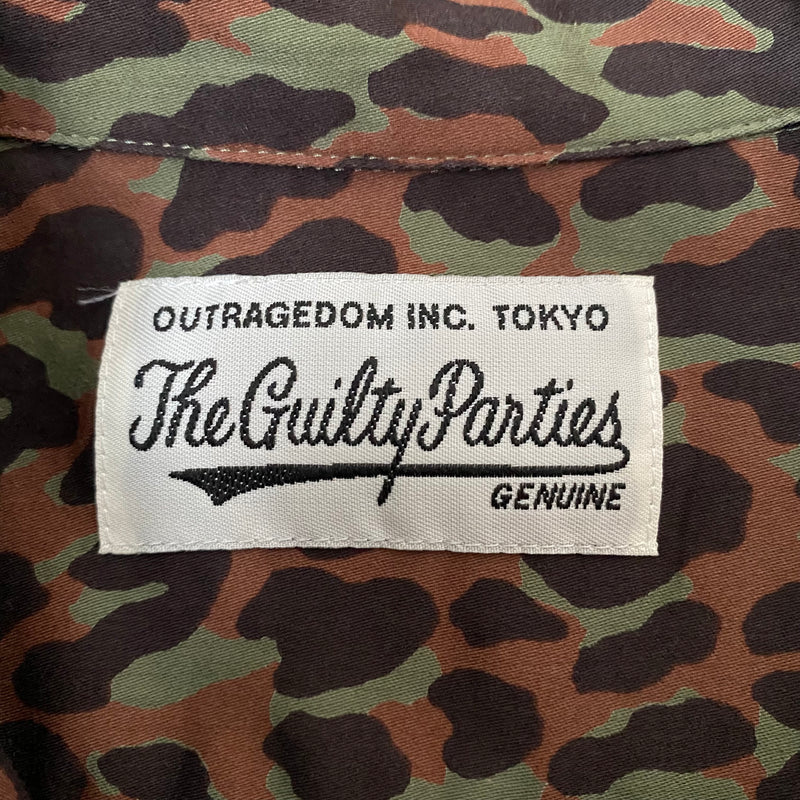 OUTRAGEDOM INC. TOKYO
The Guilty Parties
GENUINE